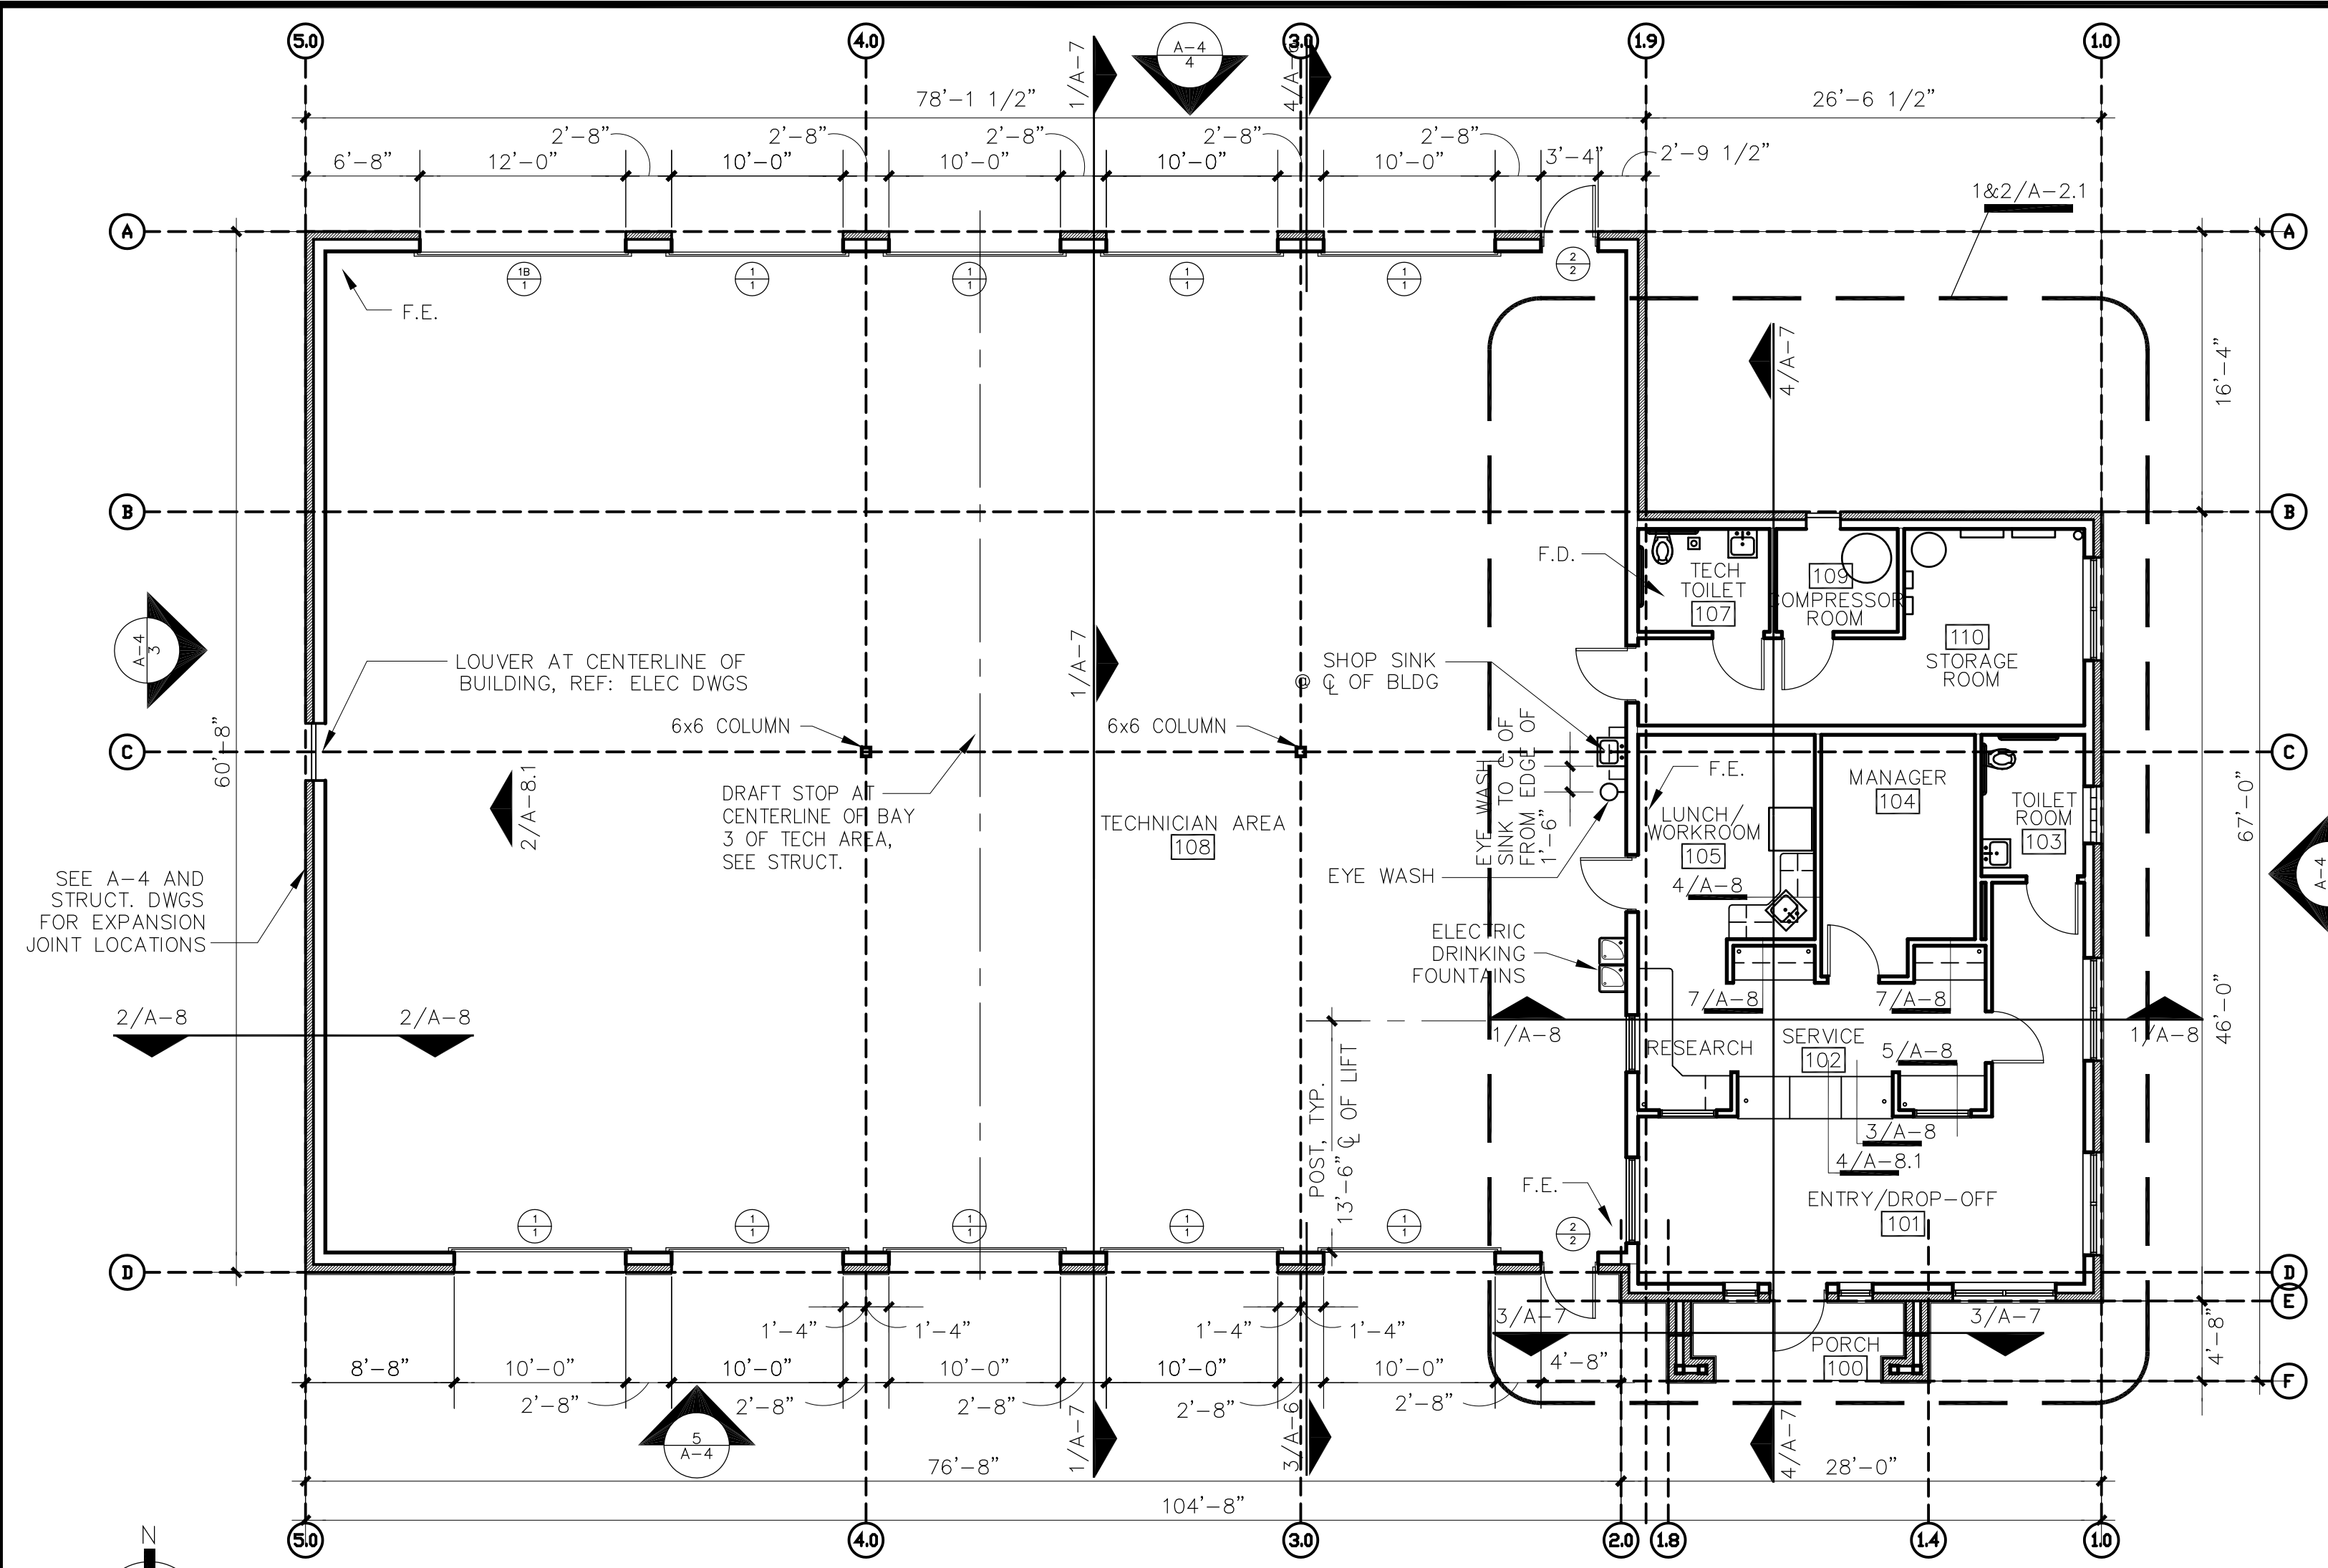 5.0
4.0
3.0
1.9
1.0
1/A-7
A-4
4
78'-1 1/2"
26'-6 1/2"
2'-8"
2'-8"
2'-8"
2'-8"
2'-8"
6'-8"
12'-0"
10'-0"
10'-0"
10'-0"
10'-0"
3'-4"
2'-9 1/2"
1&2/A-2.1
A
A
1B
1
1
1
1
1
1
1
1
1
2
2
F.E.
4/A-7
16'-4"
B
B
F.D.
TECH
TOILET
107
109
COMPRESSOR
ROOM
110
STORAGE
ROOM
A-4
3
LOUVER AT CENTERLINE OF
BUILDING, REF: ELEC DWGS
1/A-7
SHOP SINK
@ ℄ OF BLDG
6x6 COLUMN
6x6 COLUMN
60'-8"
C
C
2/A-8.1
DRAFT STOP AT
CENTERLINE OF BAY
3 OF TECH AREA,
SEE STRUCT.
TECHNICIAN AREA
108
EYE WASH
SINK TO ℄ OF
FROM EDGE OF
1'-6"
F.E.
LUNCH/
WORKROOM
105
MANAGER
104
TOILET
ROOM
103
67'-0"
EYE WASH
4/A-8
A-4
SEE A-4 AND
STRUCT. DWGS
FOR EXPANSION
JOINT LOCATIONS
ELECTRIC
DRINKING
FOUNTAINS
7/A-8
7/A-8
2/A-8
2/A-8
1/A-8
1/A-8
46'-0"
RESEARCH
SERVICE
102
5/A-8
POST, TYP.
13'-6" ℄ OF LIFT
3/A-8
4/A-8.1
F.E.
ENTRY/DROP-OFF
101
1
1
1
1
1
1
1
1
1
1
2
2
D
D
E
1'-4"
1'-4"
1'-4"
1'-4"
3/A-7
3/A-7
PORCH
100
4'-8"
8'-8"
10'-0"
10'-0"
10'-0"
10'-0"
10'-0"
4'-8"
F
2'-8"
2'-8"
2'-8"
2'-8"
2'-8"
5
A-4
1/A-7
3/A-6
4/A-7
76'-8"
28'-0"
104'-8"
N
5.0
4.0
3.0
2.0
1.8
1.4
1.0